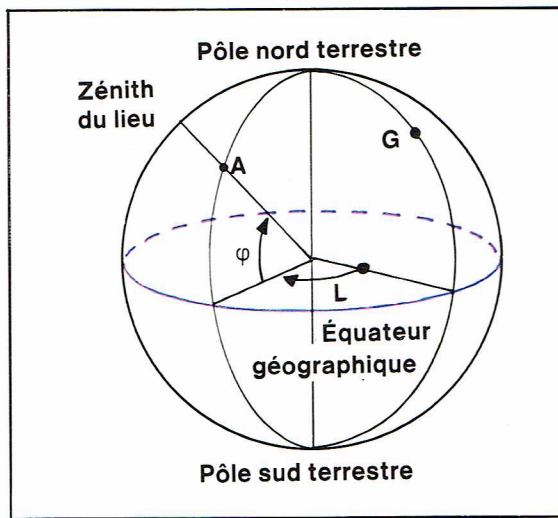 Pôle nord terrestre
Zénith
du lieu
G
A
φ
L
Équateur
géographique
Pôle sud terrestre